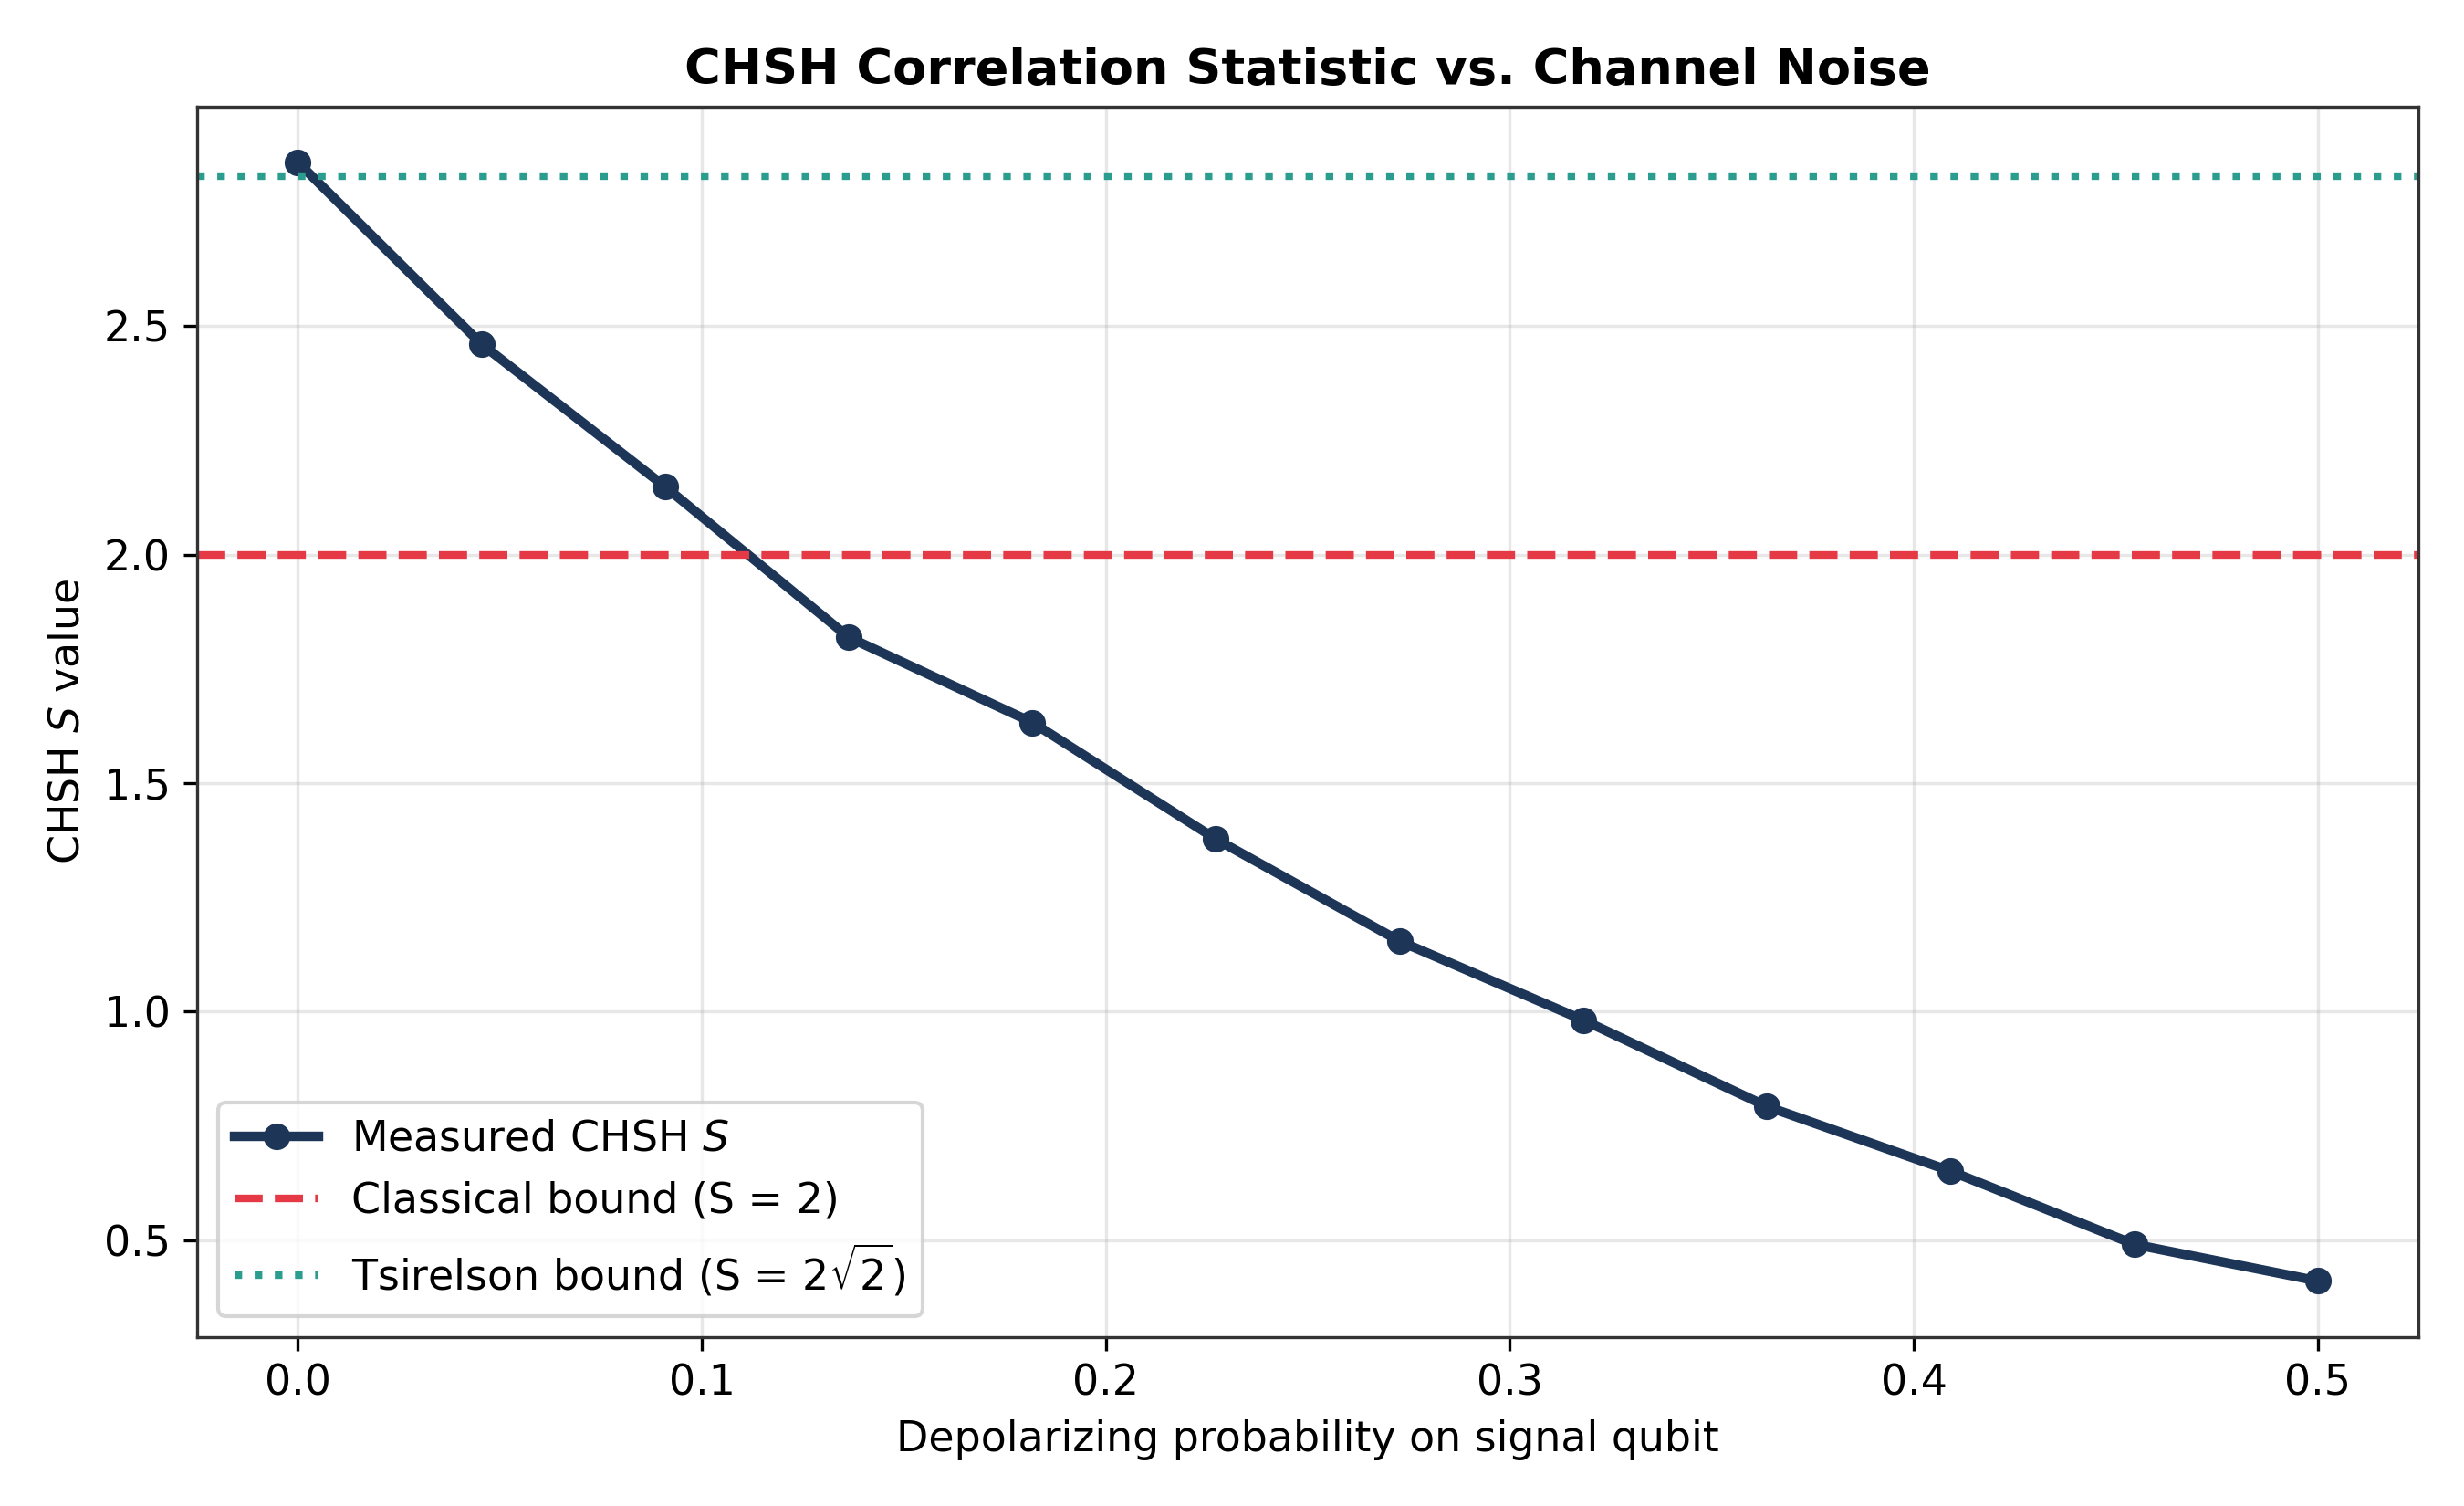 CHSH Correlation Statistic vs. Channel Noise
CHSH S value
2.5
2.0
1.5
1.0
0.5
Measured CHSH S
Classical bound (S = 2)
Tsirelson bound (S = 2√2)
0.0 0.1 0.2 0.3 0.4 0.5
Depolarizing probability on signal qubit